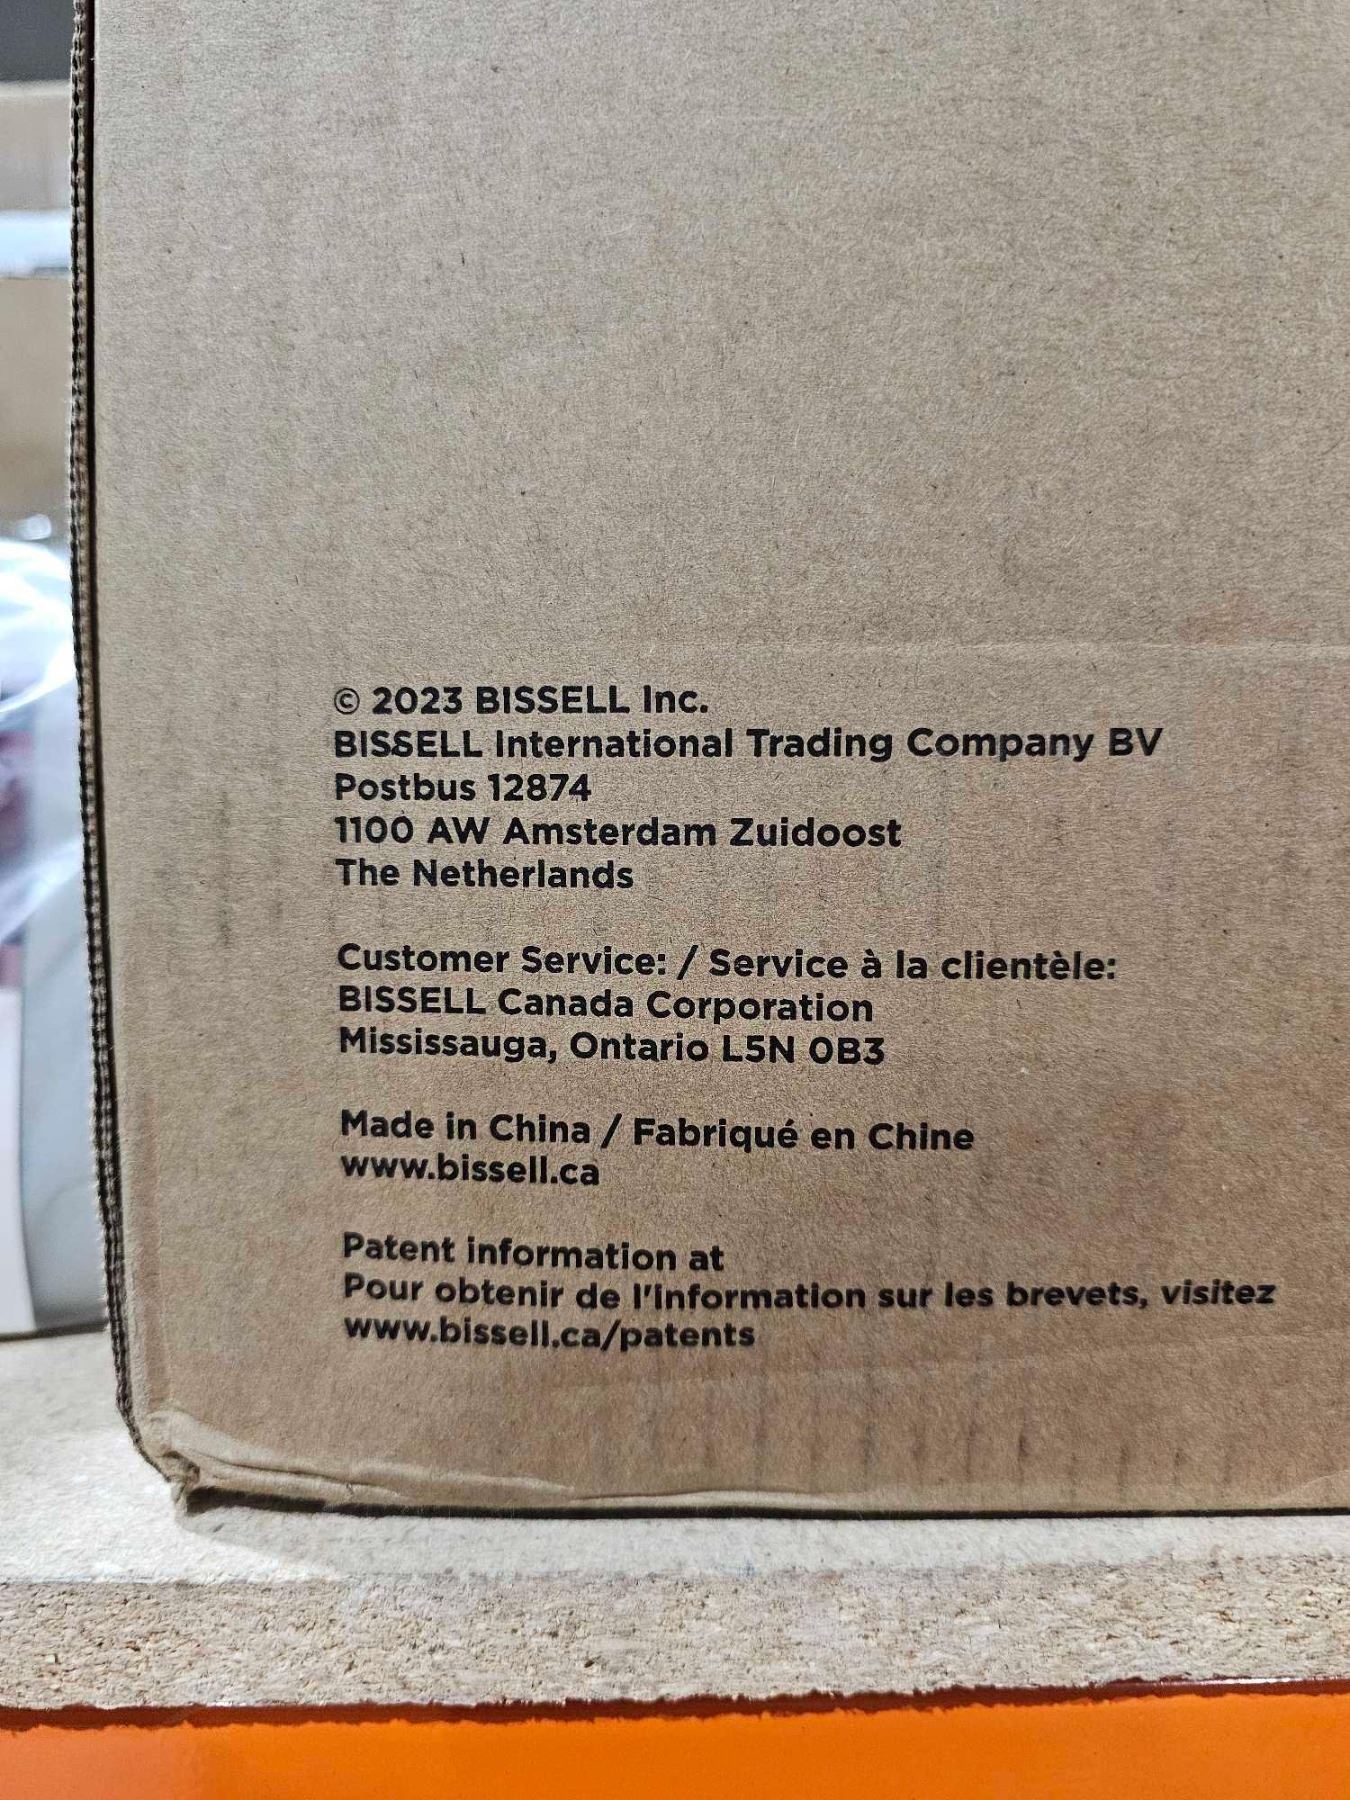 © 2023 BISSELL Inc.
BISSELL International Trading Company BV
Postbus 12874
1100 AW Amsterdam Zuidoost
The Netherlands
Customer Service: / Service à la clientèle:
BISSELL Canada Corporation
Mississauga, Ontario L5N 0B3
Made in China / Fabriqué en Chine
www.bissell.ca
Patent information at
Pour obtenir de l'information sur les brevets, visitez
www.bissell.ca/patents